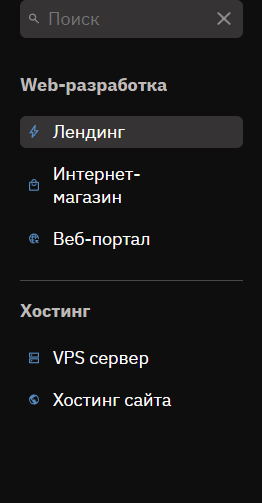 Поиск
Web-разработка
Лендинг
Интернет-
магазин
Веб-портал
Хостинг
VPS сервер
Хостинг сайта